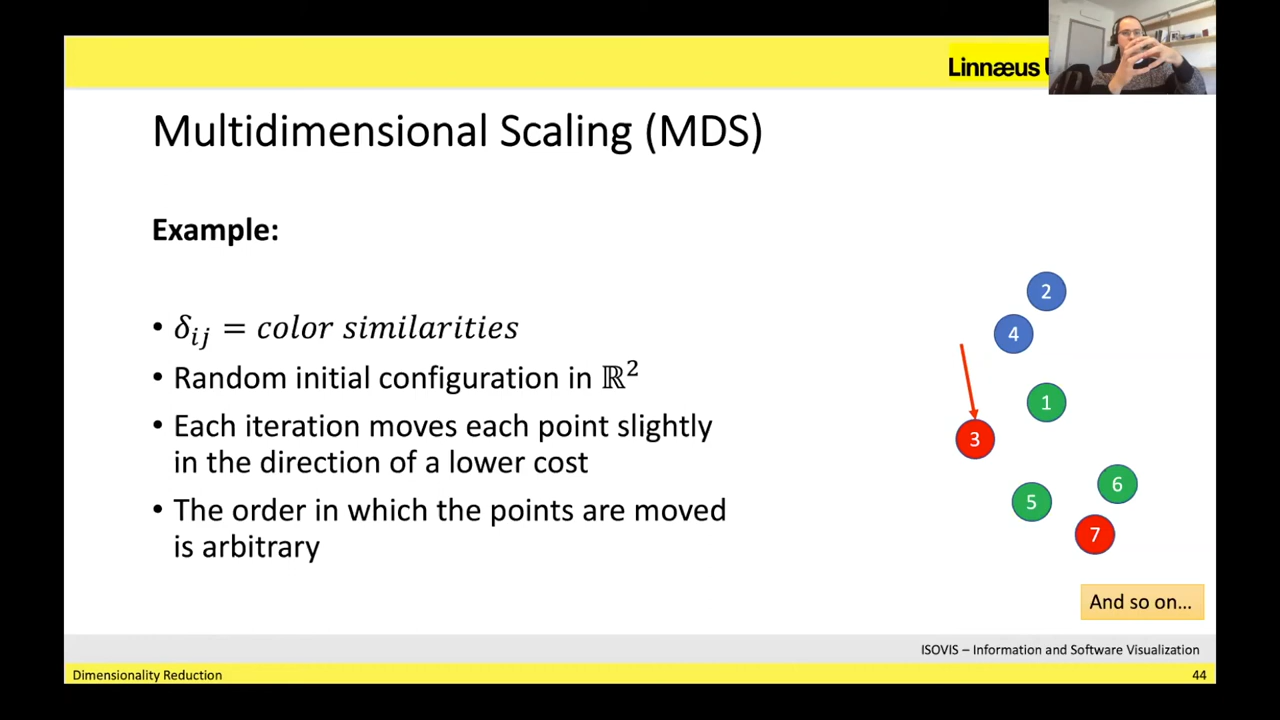 Linnæus
Multidimensional Scaling (MDS)
Example:
• δᵢⱼ = color similarities
• Random initial configuration in ℝ²
• Each iteration moves each point slightly
in the direction of a lower cost
• The order in which the points are moved
is arbitrary
2
4
1
3
6
5
7
And so on...
ISOVIS – Information and Software Visualization
Dimensionality Reduction
44